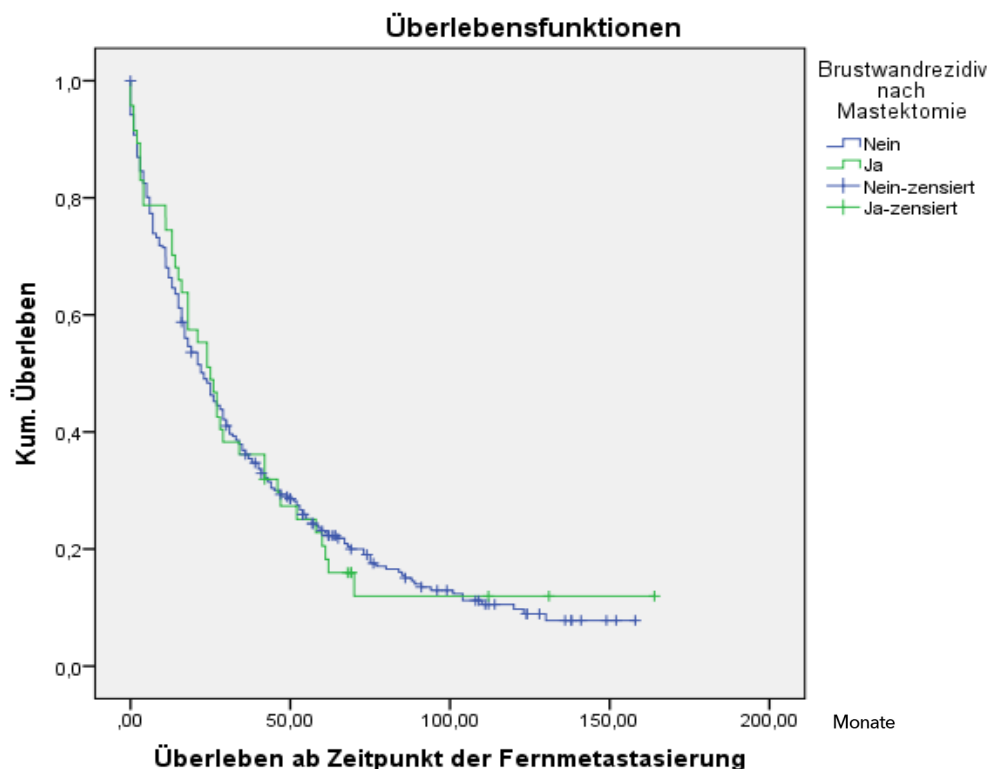 Überlebensfunktionen
Brustwandrezidiv
nach
Mastektomie
Nein
Ja
Nein-zensiert
Ja-zensiert
Kum. Überleben
1,0
0,8
0,6
0,4
0,2
0,0
,00 50,00 100,00 150,00 200,00 Monate
Überleben ab Zeitpunkt der Fernmetastasierung